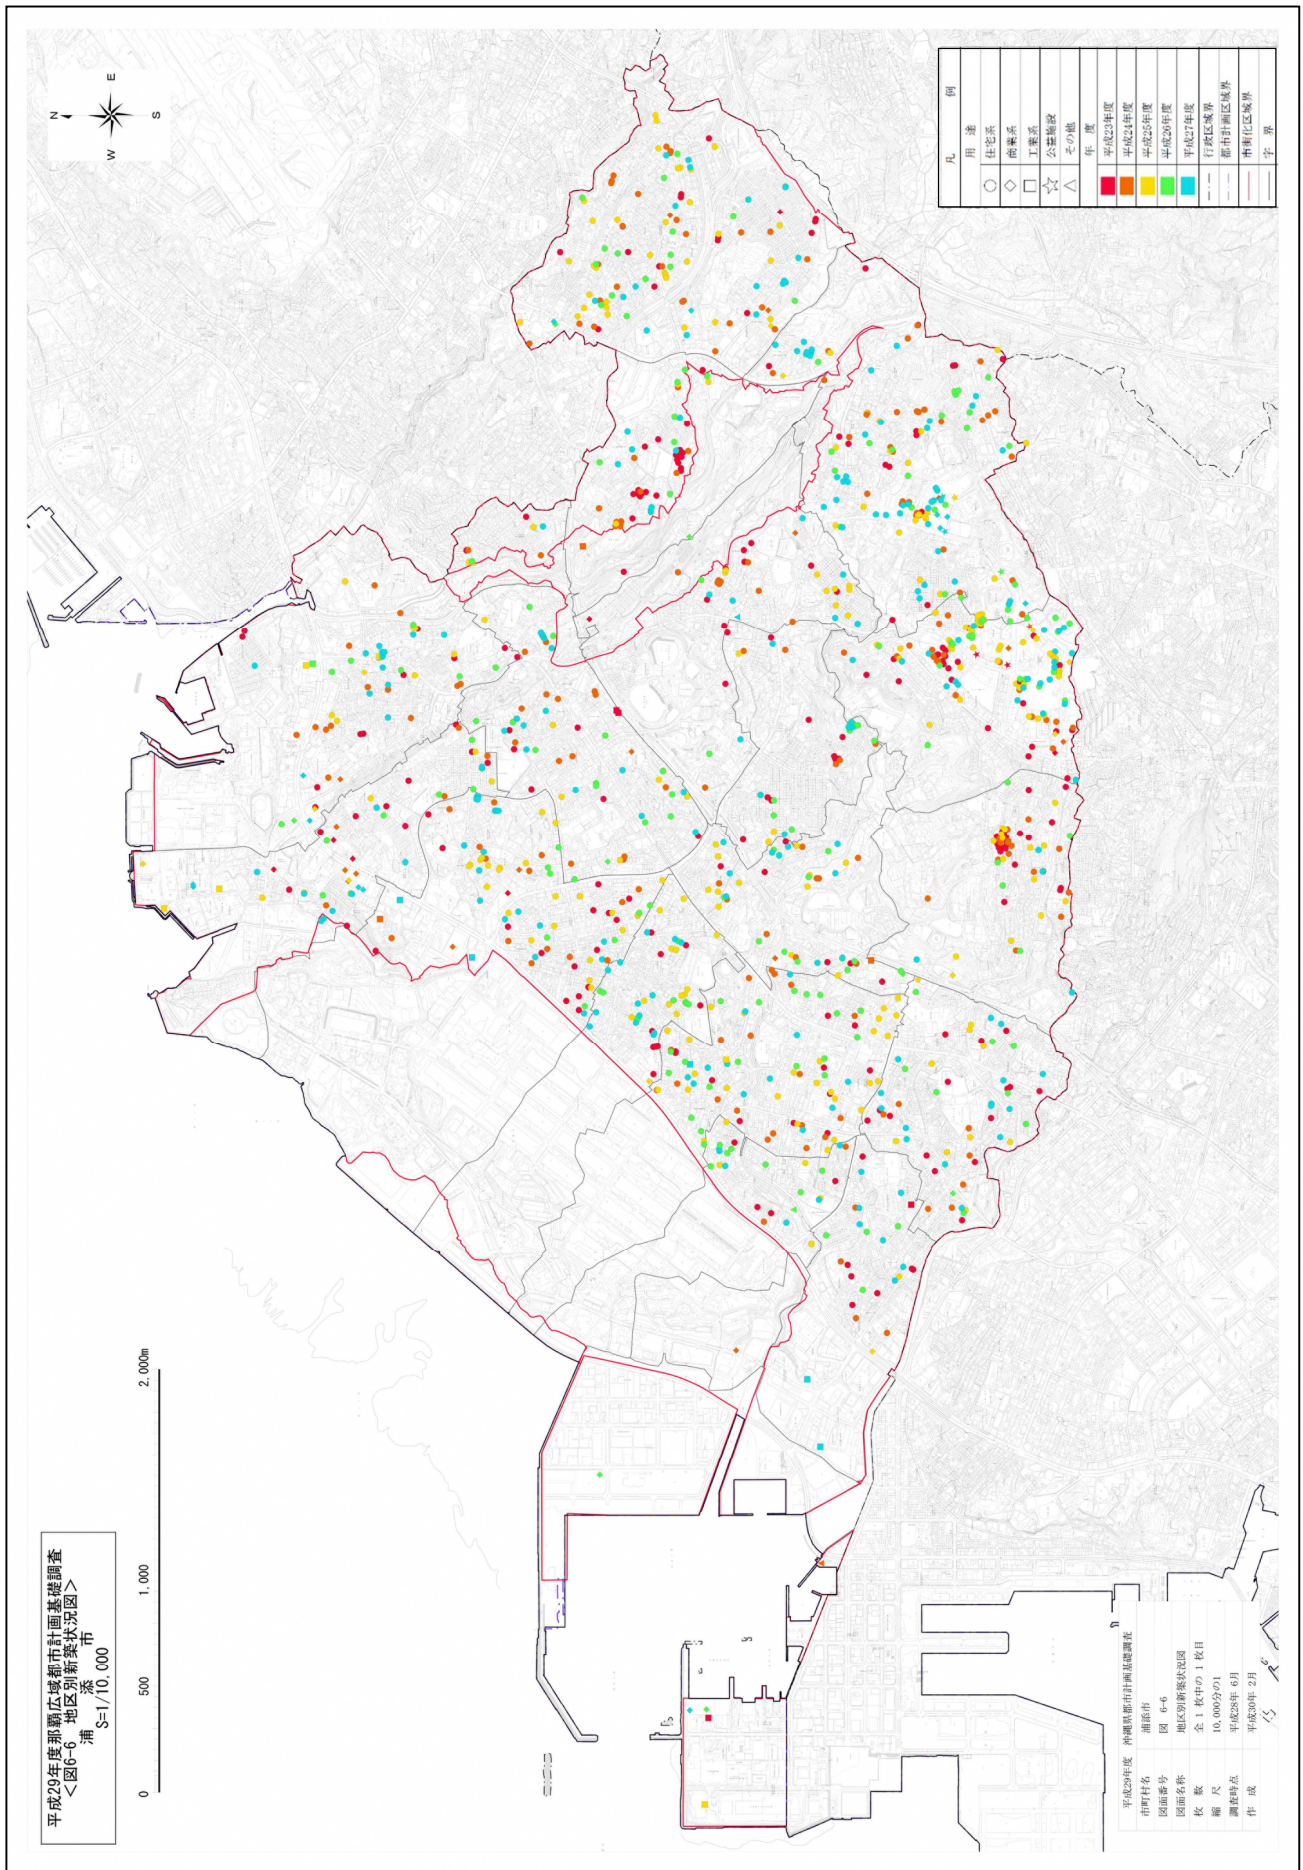 平成29年度那覇広域都市計画基礎調査
＜図6-6 地区別新築状況図＞
浦添市
S=1/10,000
0 500 1,000 2,000m
N
E
S
W
凡例
用途
住宅系
商業系
工業系
公益施設
その他
年度
平成23年度
平成24年度
平成25年度
平成26年度
平成27年度
行政区域界
都市計画区域界
市街化区域界
字界
平成29年度 沖縄県都市計画基礎調査
市町村名 浦添市
図面番号 図 6-6
図面名称 地区別新築状況図
枚数 全 1 枚中の 1 枚目
縮尺 10,000分の1
調査時点 平成28年 6月
作成 平成30年 2月